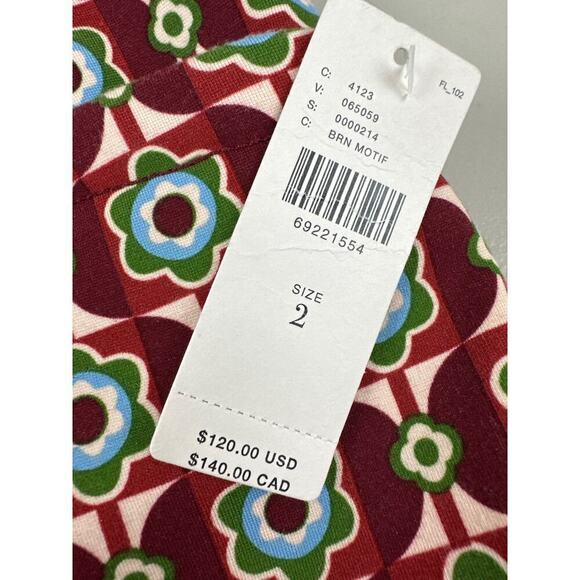 FL_102
C: 4123
V: 065059
S: 0000214
C: BRN MOTIF
69221554
SIZE
2
$120.00 USD
$140.00 CAD